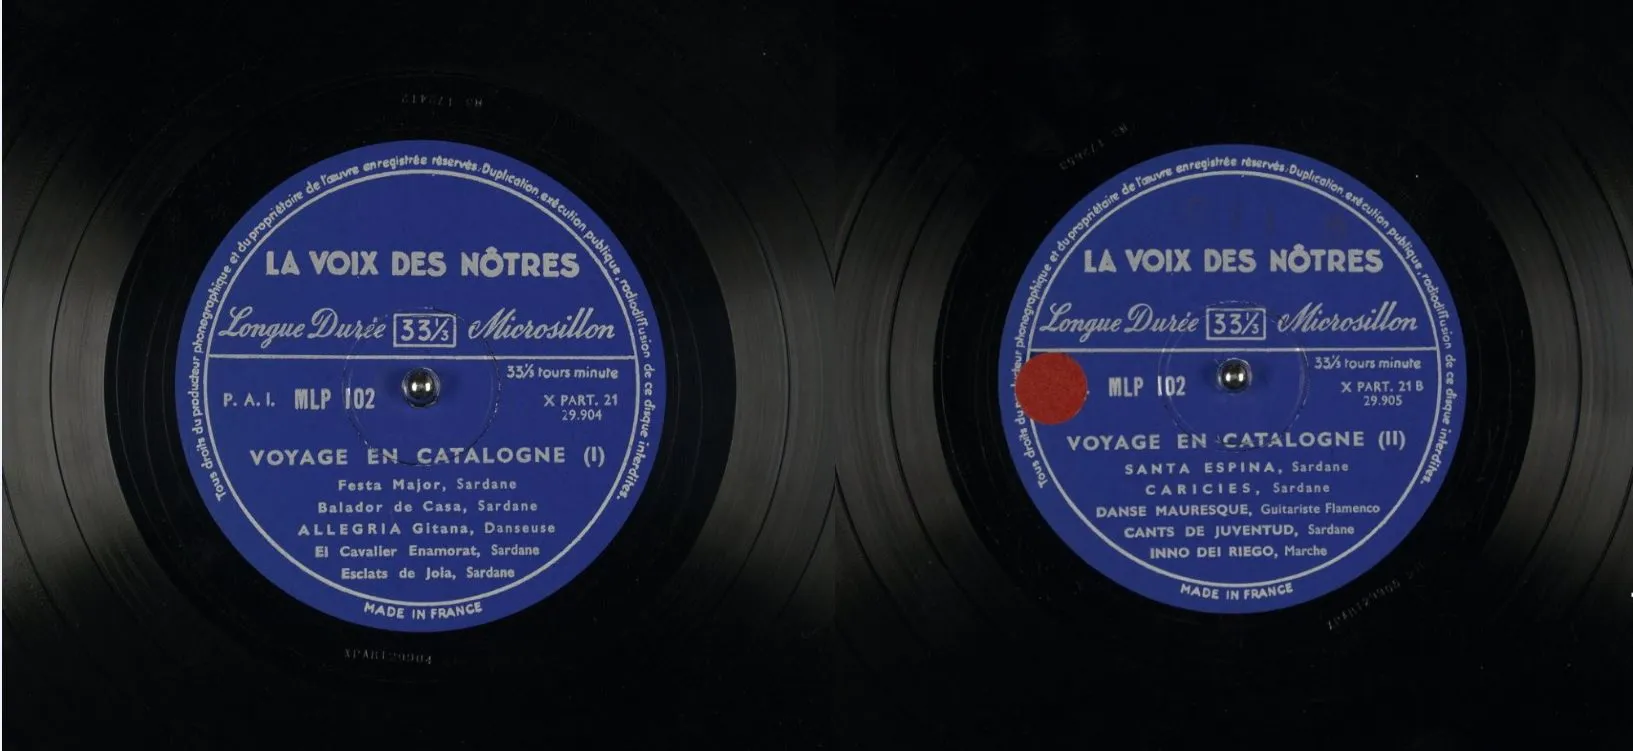 Tous droits du producteur phonographique et du propriétaire de l'œuvre enregistrée réservés. Duplication, exécution publique, radiodiffusion de ce disque interdites.
LA VOIX DES NÔTRES
Longue Durée 33⅓ Microsillon
33⅓ tours minute
P. A. I. MLP 102 X PART. 21
29.904
VOYAGE EN CATALOGNE (I)
Festa Major, Sardane
Balador de Casa, Sardane
ALLEGRIA Gitana, Danseuse
El Cavalier Enamorat, Sardane
Esclats de Joia, Sardane
MADE IN FRANCE
Tous droits du producteur phonographique et du propriétaire de l'œuvre enregistrée réservés. Duplication, exécution publique, radiodiffusion de ce disque interdites.
LA VOIX DES NÔTRES
Longue Durée 33⅓ Microsillon
33⅓ tours minute
MLP 102 X PART. 21 B
29.905
VOYAGE EN CATALOGNE (II)
SANTA ESPINA, Sardane
CARICIES, Sardane
DANSE MAURESQUE, Guitariste Flamenco
CANTS DE JUVENTUD, Sardane
INNO DEI RIEGO, Marche
MADE IN FRANCE